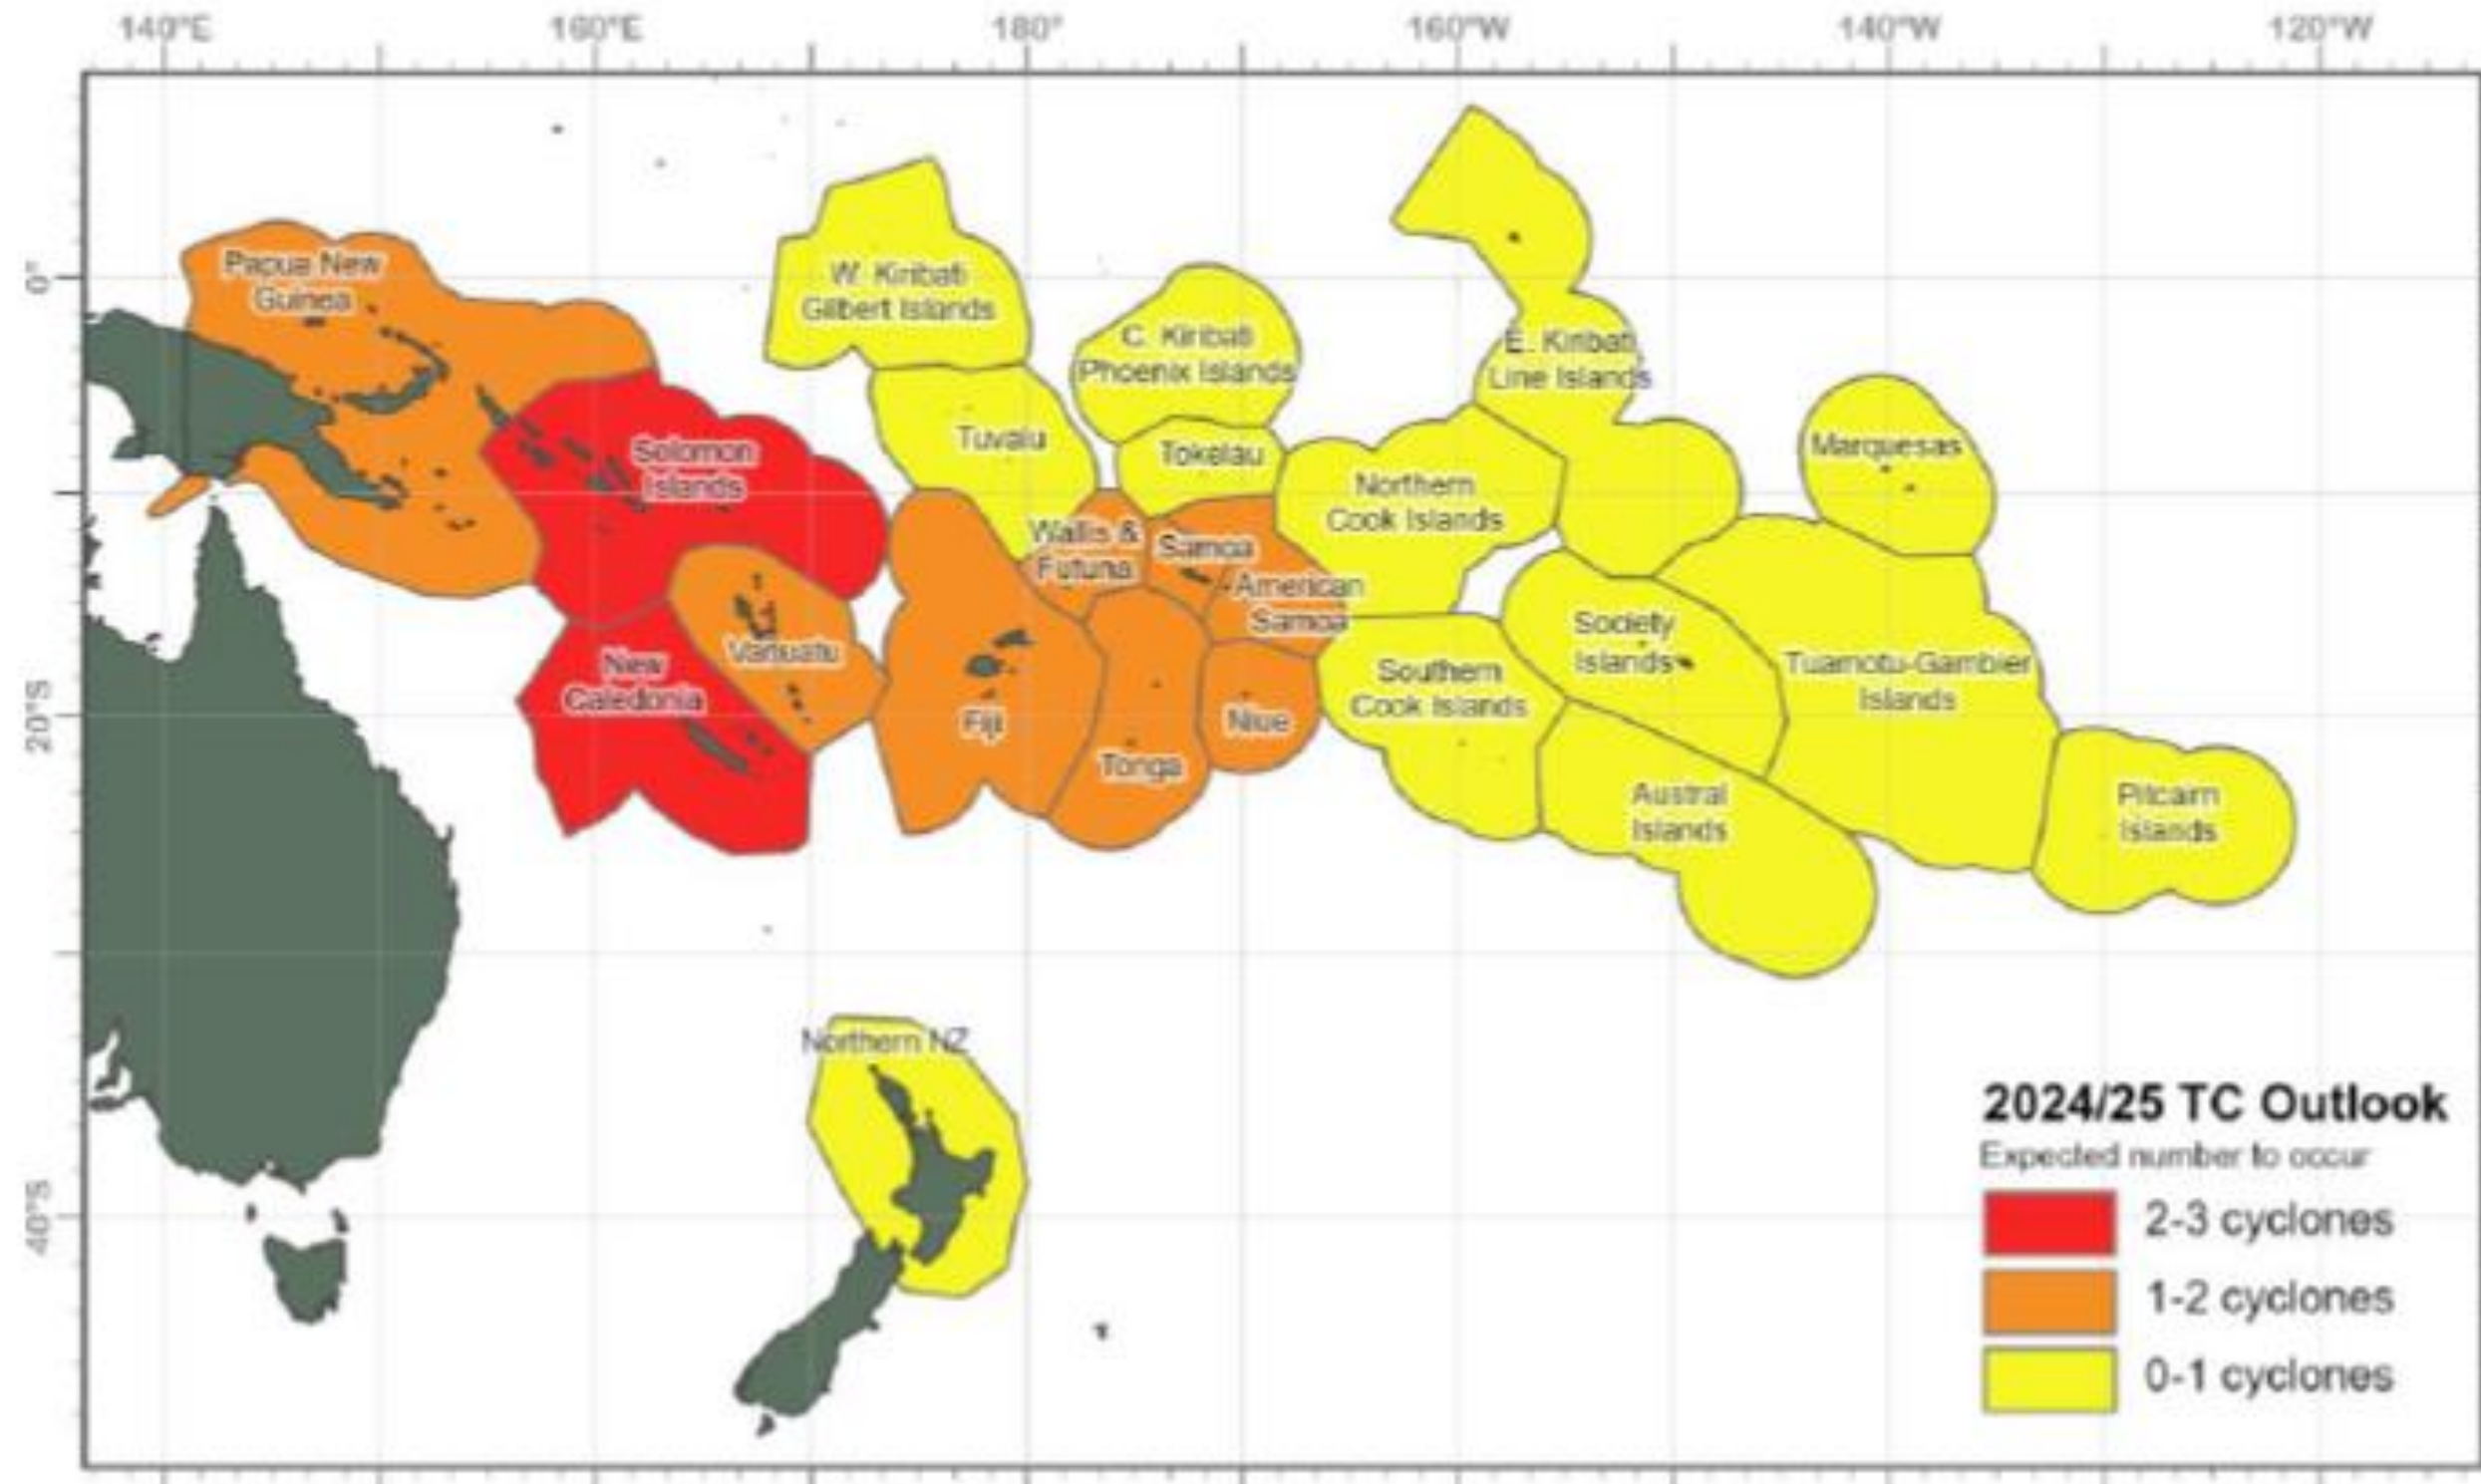 140°E 160°E 180° 160°W 140°W 120°W
0°
20°S
40°S
Papua New
Guinea
W. Kiribati
Gilbert Islands
C. Kiribati
Phoenix Islands
E. Kiribati
Line Islands
Solomon
Islands
Tuvalu
Tokelau
Marquesas
Northern
Cook Islands
Wallis &
Futuna
Samoa
American
Samoa
Vanuatu
New
Caledonia
Fiji
Tonga
Niue
Southern
Cook Islands
Society
Islands
Tuamotu-Gambier
Islands
Austral
Islands
Pitcairn
Islands
Northern NZ
2024/25 TC Outlook
Expected number to occur
2-3 cyclones
1-2 cyclones
0-1 cyclones